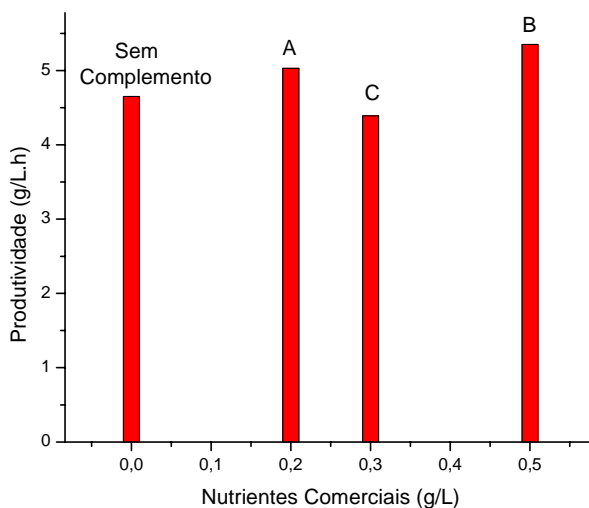 Sem
Complemento
A
C
B
Produtividade (g/L.h)
5
4
3
2
1
0
0,0
0,1
0,2
0,3
0,4
0,5
Nutrientes Comerciais (g/L)